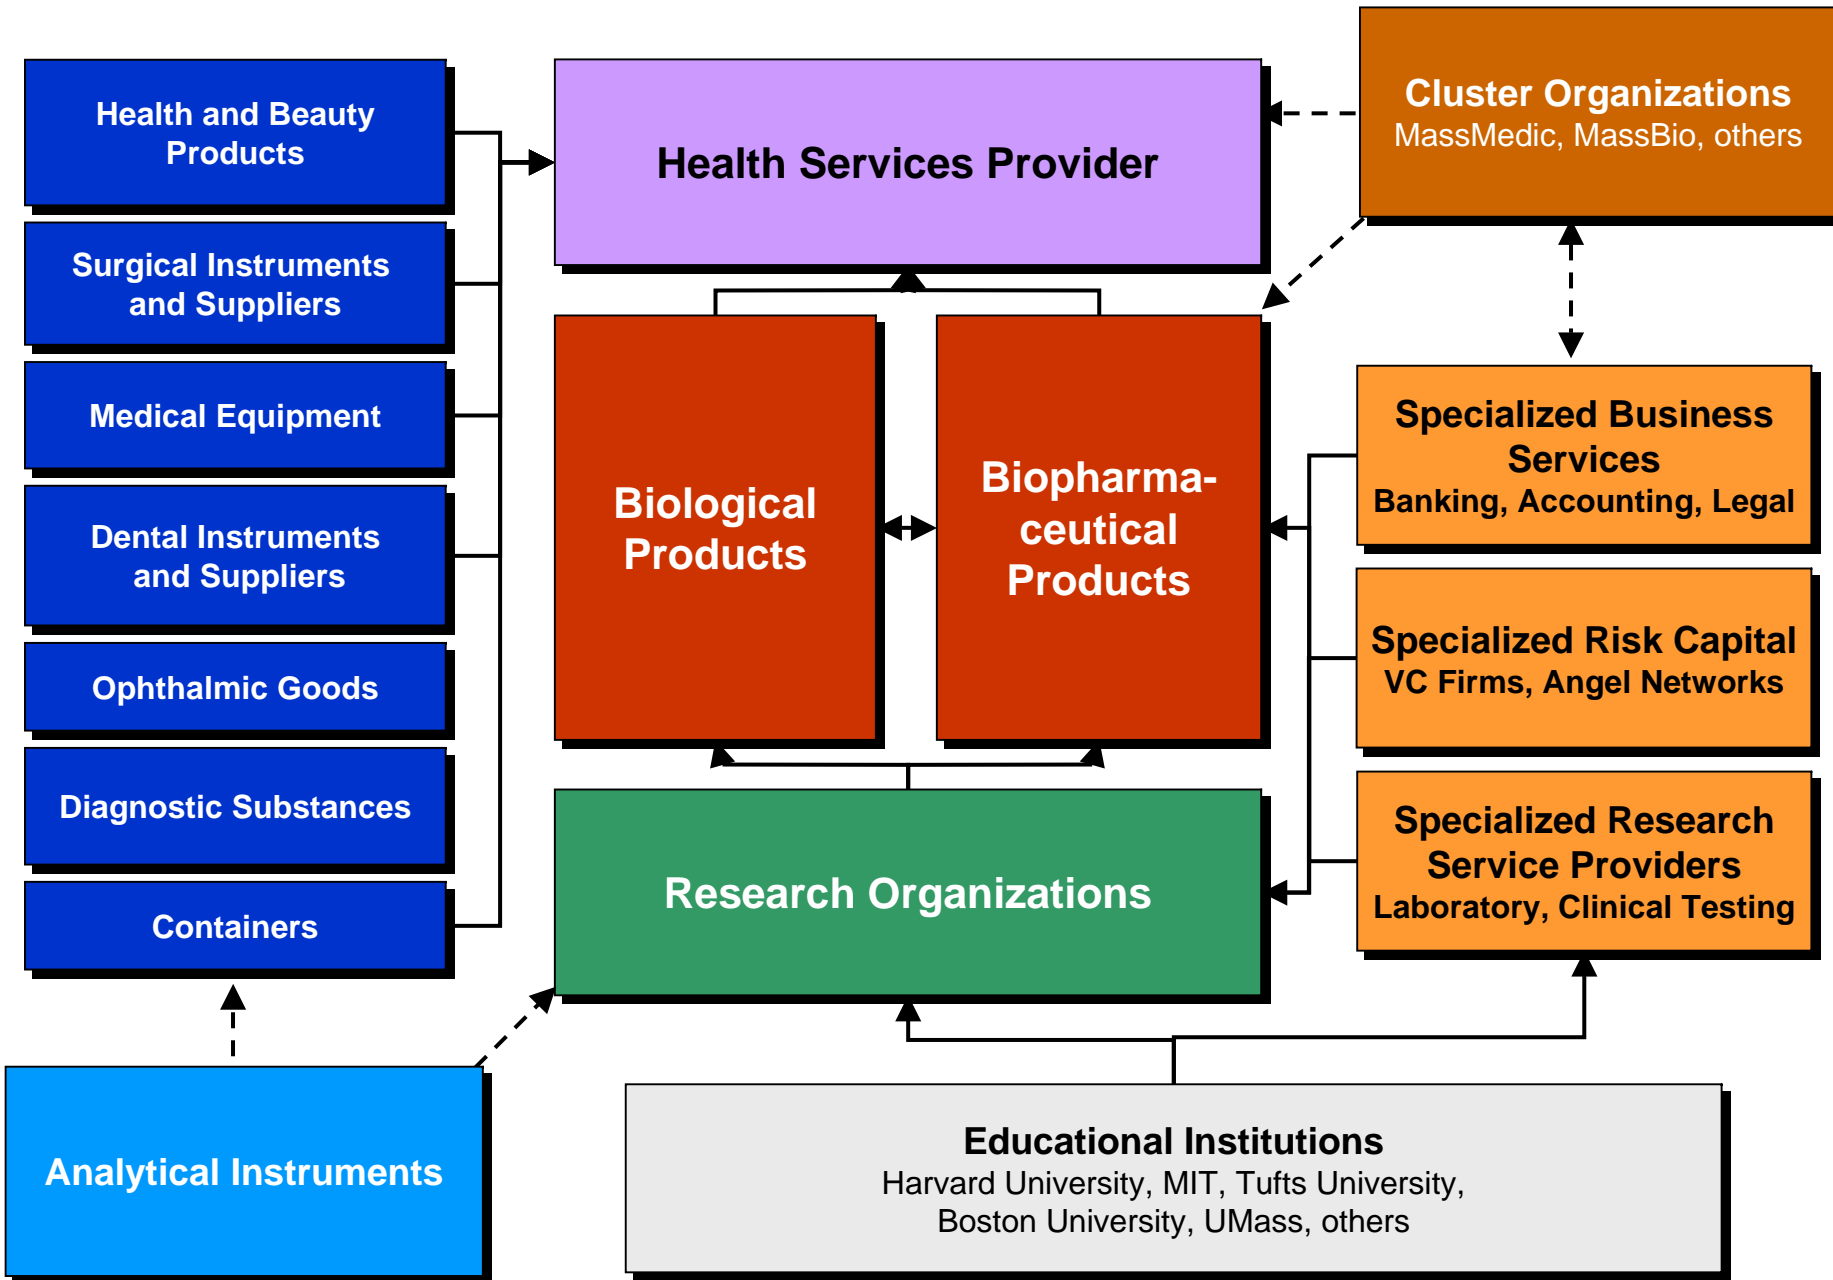 Health and Beauty
Products
Surgical Instruments
and Suppliers
Medical Equipment
Dental Instruments
and Suppliers
Ophthalmic Goods
Diagnostic Substances
Containers
Analytical Instruments
Health Services Provider
Biological
Products
Biopharma-
ceutical
Products
Research Organizations
Educational Institutions
Harvard University, MIT, Tufts University,
Boston University, UMass, others
Cluster Organizations
MassMedic, MassBio, others
Specialized Business
Services
Banking, Accounting, Legal
Specialized Risk Capital
VC Firms, Angel Networks
Specialized Research
Service Providers
Laboratory, Clinical Testing